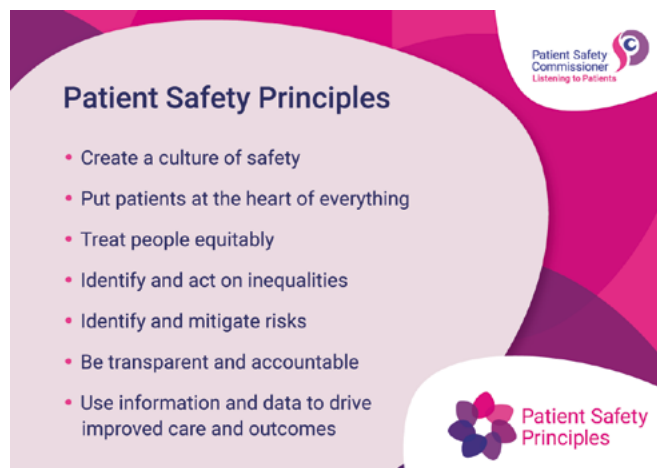 Patient Safety
Commissioner
Listening to Patients
Patient Safety Principles
• Create a culture of safety
• Put patients at the heart of everything
• Treat people equitably
• Identify and act on inequalities
• Identify and mitigate risks
• Be transparent and accountable
• Use information and data to drive
improved care and outcomes
Patient Safety
Principles